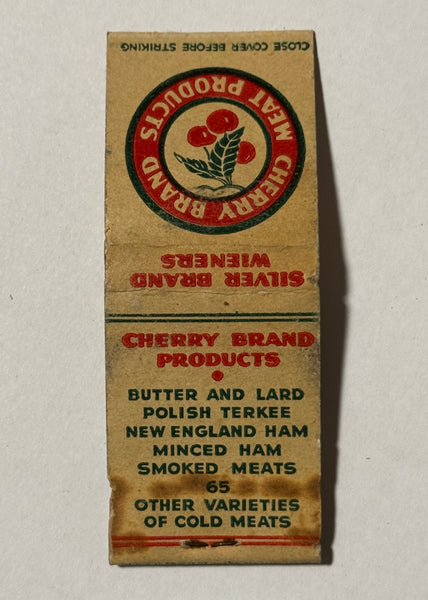 CLOSE COVER BEFORE STRIKING
CHERRY BRAND
MEAT PRODUCTS
SILVER BRAND
WIENERS
CHERRY BRAND
PRODUCTS
BUTTER AND LARD
POLISH TERKEE
NEW ENGLAND HAM
MINCED HAM
SMOKED MEATS
65
OTHER VARIETIES
OF COLD MEATS